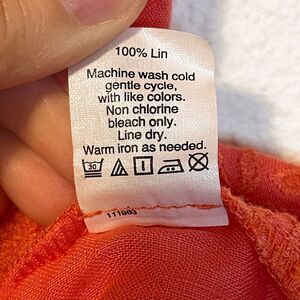 100% Lin
Machine wash cold
gentle cycle,
with like colors.
Non chlorine
bleach only.
Line dry.
Warm iron as needed.
30
111983